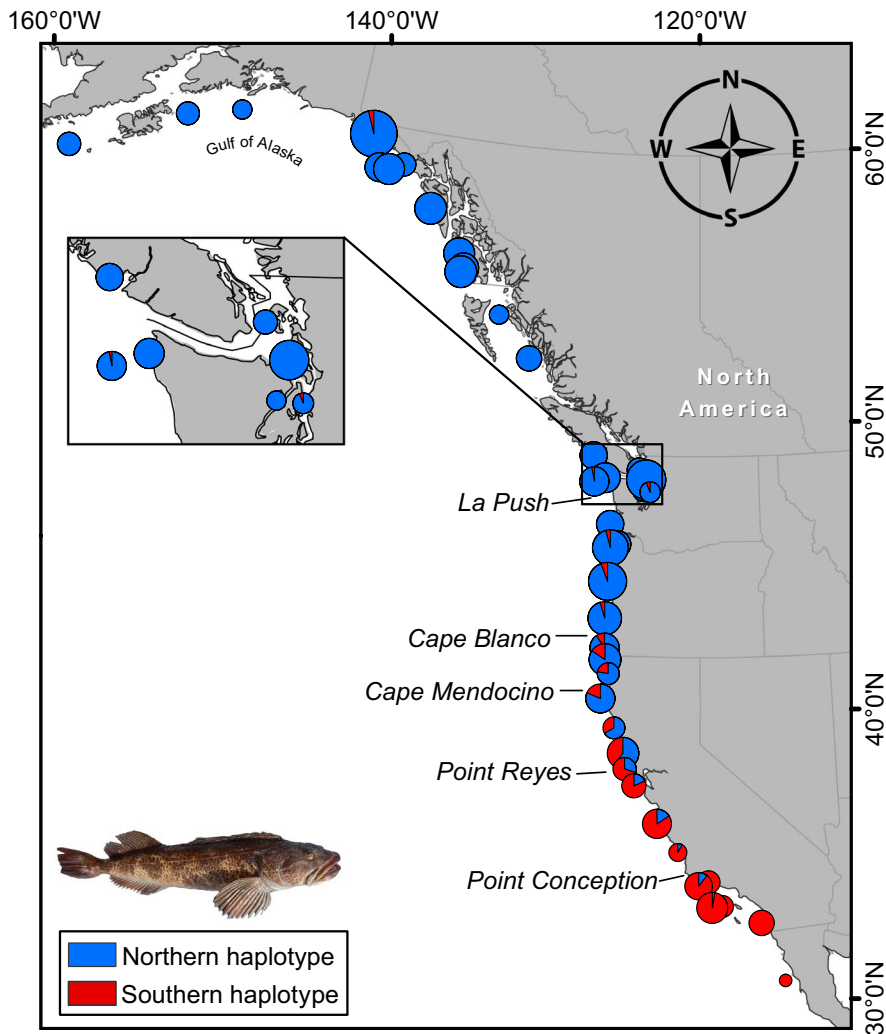 160°0'W 140°0'W 120°0'W
Gulf of Alaska
N
W E
S
60°0'N
North
America
50°0'N
La Push
Cape Blanco
Cape Mendocino
40°0'N
Point Reyes
Point Conception
Northern haplotype
Southern haplotype
30°0'N